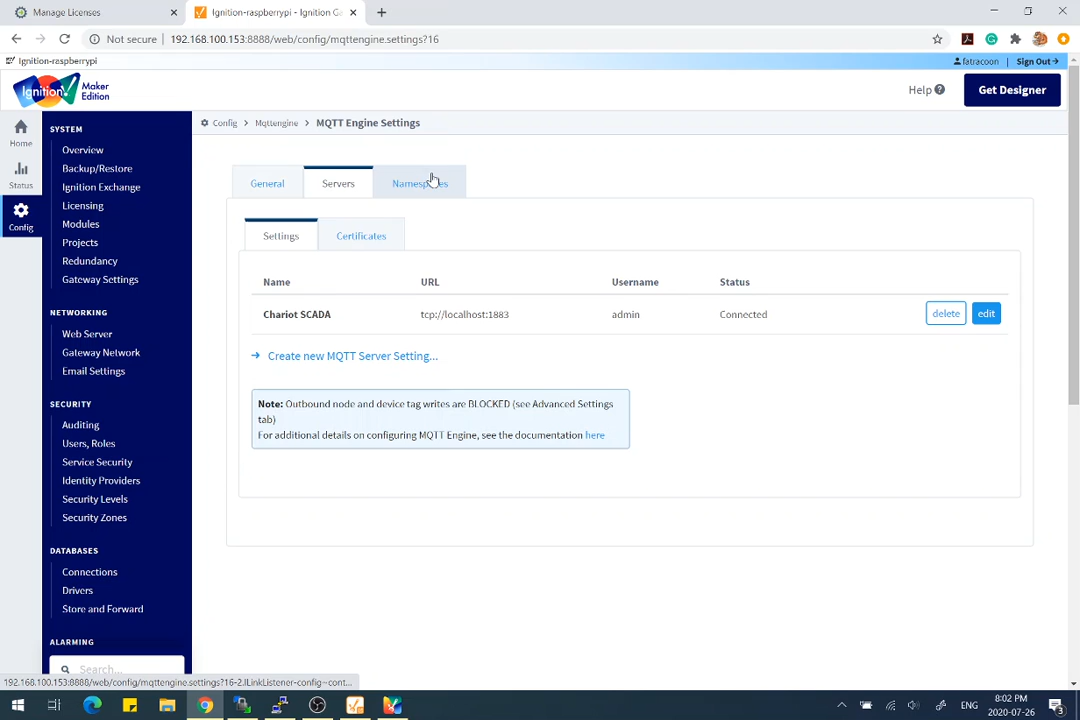 Manage Licenses
Ignition-raspberrypi - Ignition Ga
Not secure | 192.168.100.153:8888/web/config/mqttengine.settings?16
Ignition-raspberrypi
fatracoon | Sign Out
Ignition
Maker
Edition
Help
Get Designer
Home
Status
Config
SYSTEM
Overview
Backup/Restore
Ignition Exchange
Licensing
Modules
Projects
Redundancy
Gateway Settings
NETWORKING
Web Server
Gateway Network
Email Settings
SECURITY
Auditing
Users, Roles
Service Security
Identity Providers
Security Levels
Security Zones
DATABASES
Connections
Drivers
Store and Forward
ALARMING
Search...
Config > Mqttengine > MQTT Engine Settings
General Servers Namespaces
Settings Certificates
Name URL Username Status
Chariot SCADA tcp://localhost:1883 admin Connected delete edit
Create new MQTT Server Setting...
Note: Outbound node and device tag writes are BLOCKED (see Advanced Settings
tab)
For additional details on configuring MQTT Engine, see the documentation here
192.168.100.153:8888/web/config/mqttengine.settings?16-2.ILinkListener-config~cont...
ENG
8:02 PM
2020-07-26
3